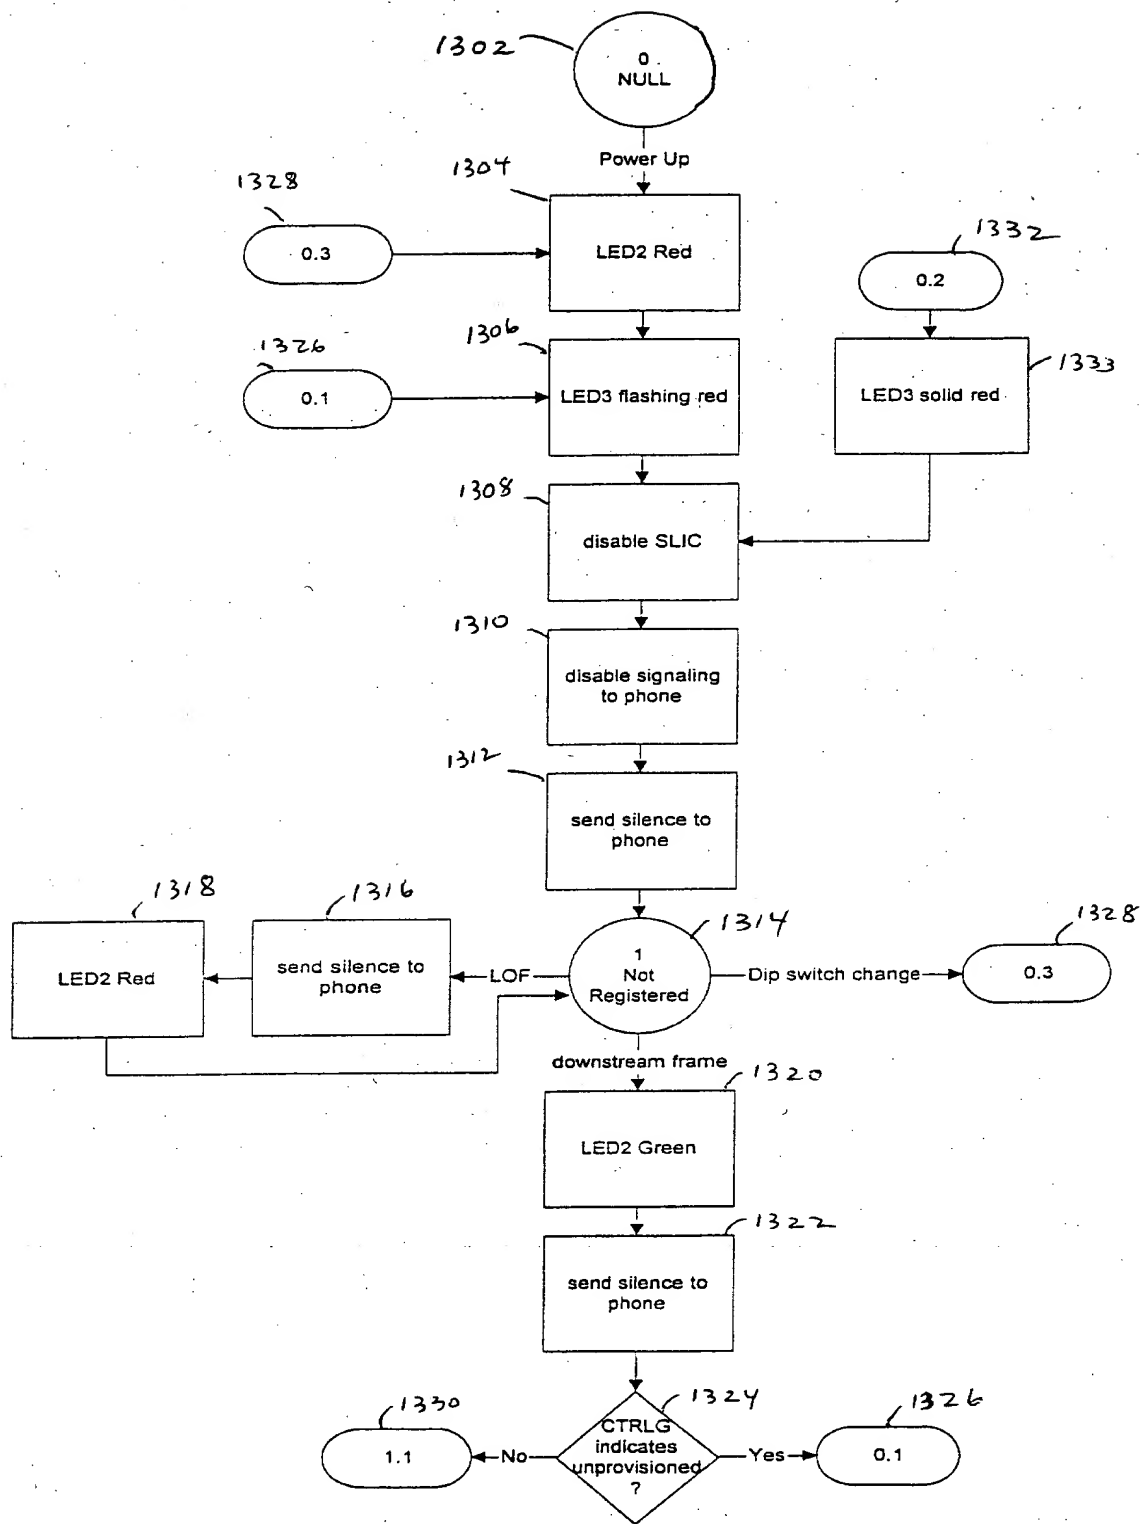 1302
0
NULL
Power Up
1304
1328
LED2 Red
0.3
1332
0.2
1306
1326
LED3 flashing red
0.1
1333
LED3 solid red
1308
disable SLIC
1310
disable signaling
to phone
1312
send silence to
phone
1318
1316
1314
1328
LED2 Red
send silence to
phone
LOF
1
Not
Registered
Dip switch change
0.3
downstream frame
1320
LED2 Green
1322
send silence to
phone
1330
1324
1326
1.1
No
CTRLG
indicates
unprovisioned
?
Yes
0.1